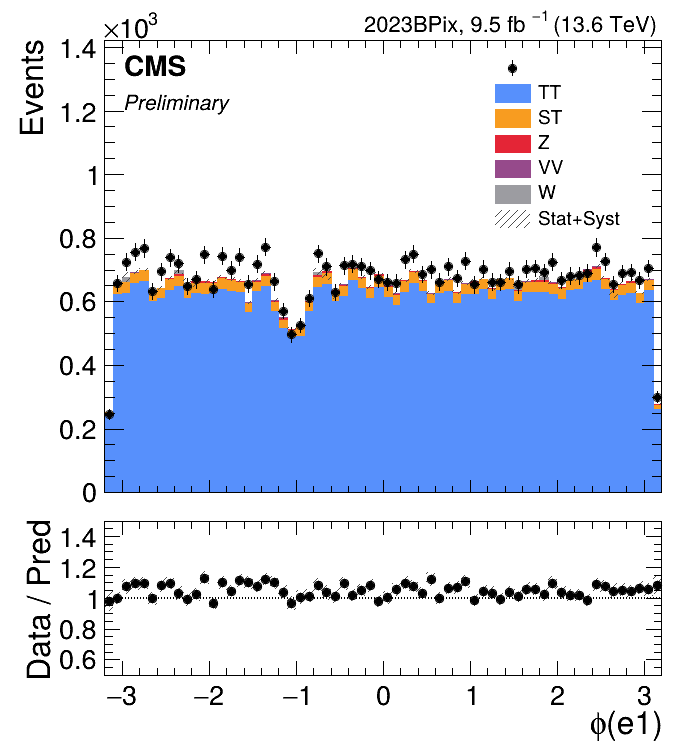 ×10³
2023BPix, 9.5 fb ⁻¹ (13.6 TeV)
CMS
Preliminary
TT
ST
Z
VV
W
Stat+Syst
Events
1.4
1.2
1
0.8
0.6
0.4
0.2
0
Data / Pred
1.4
1.2
1
0.8
0.6
−3 −2 −1 0 1 2 3
ϕ(e1)